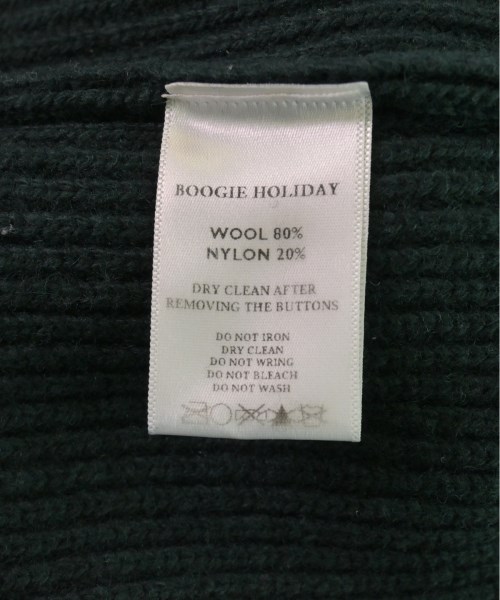 BOOGIE HOLIDAY
WOOL 80%
NYLON 20%
DRY CLEAN AFTER
REMOVING THE BUTTONS
DO NOT IRON
DRY CLEAN
DO NOT WRING
DO NOT BLEACH
DO NOT WASH